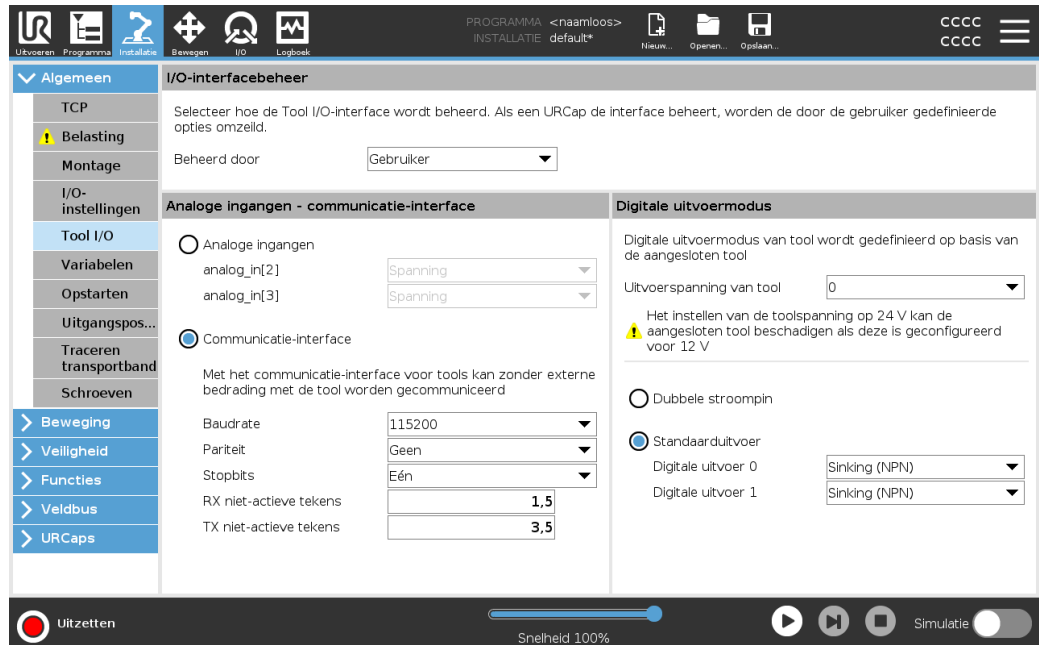 UR
Uitvoeren
Programma
Installatie
Bewegen
I/O
Logboek
PROGRAMMA <naamloos>
INSTALLATIE default*
Nieuw...
Openen...
Opslaan...
CCCC
CCCC
Algemeen
TCP
Belasting
Montage
I/O-
instellingen
Tool I/O
Variabelen
Opstarten
Uitgangspos...
Traceren
transportband
Schroeven
Beweging
Veiligheid
Functies
Veldbus
URCaps
I/O-interfacebeheer
Selecteer hoe de Tool I/O-interface wordt beheerd. Als een URCap de interface beheert, worden de door de gebruiker gedefinieerde
opties omzeild.
Beheerd door Gebruiker
Analoge ingangen - communicatie-interface
Analoge ingangen
analog_in[2] Spanning
analog_in[3] Spanning
Communicatie-interface
Met het communicatie-interface voor tools kan zonder externe
bedrading met de tool worden gecommuniceerd
Baudrate 115200
Pariteit Geen
Stopbits Eén
RX niet-actieve tekens 1,5
TX niet-actieve tekens 3,5
Digitale uitvoermodus
Digitale uitvoermodus van tool wordt gedefinieerd op basis van
de aangesloten tool
Uitvoerspanning van tool 0
Het instellen van de toolspanning op 24 V kan de
aangesloten tool beschadigen als deze is geconfigureerd
voor 12 V
Dubbele stroompin
Standaarduitvoer
Digitale uitvoer 0 Sinking (NPN)
Digitale uitvoer 1 Sinking (NPN)
Uitzetten
Snelheid 100%
Simulatie